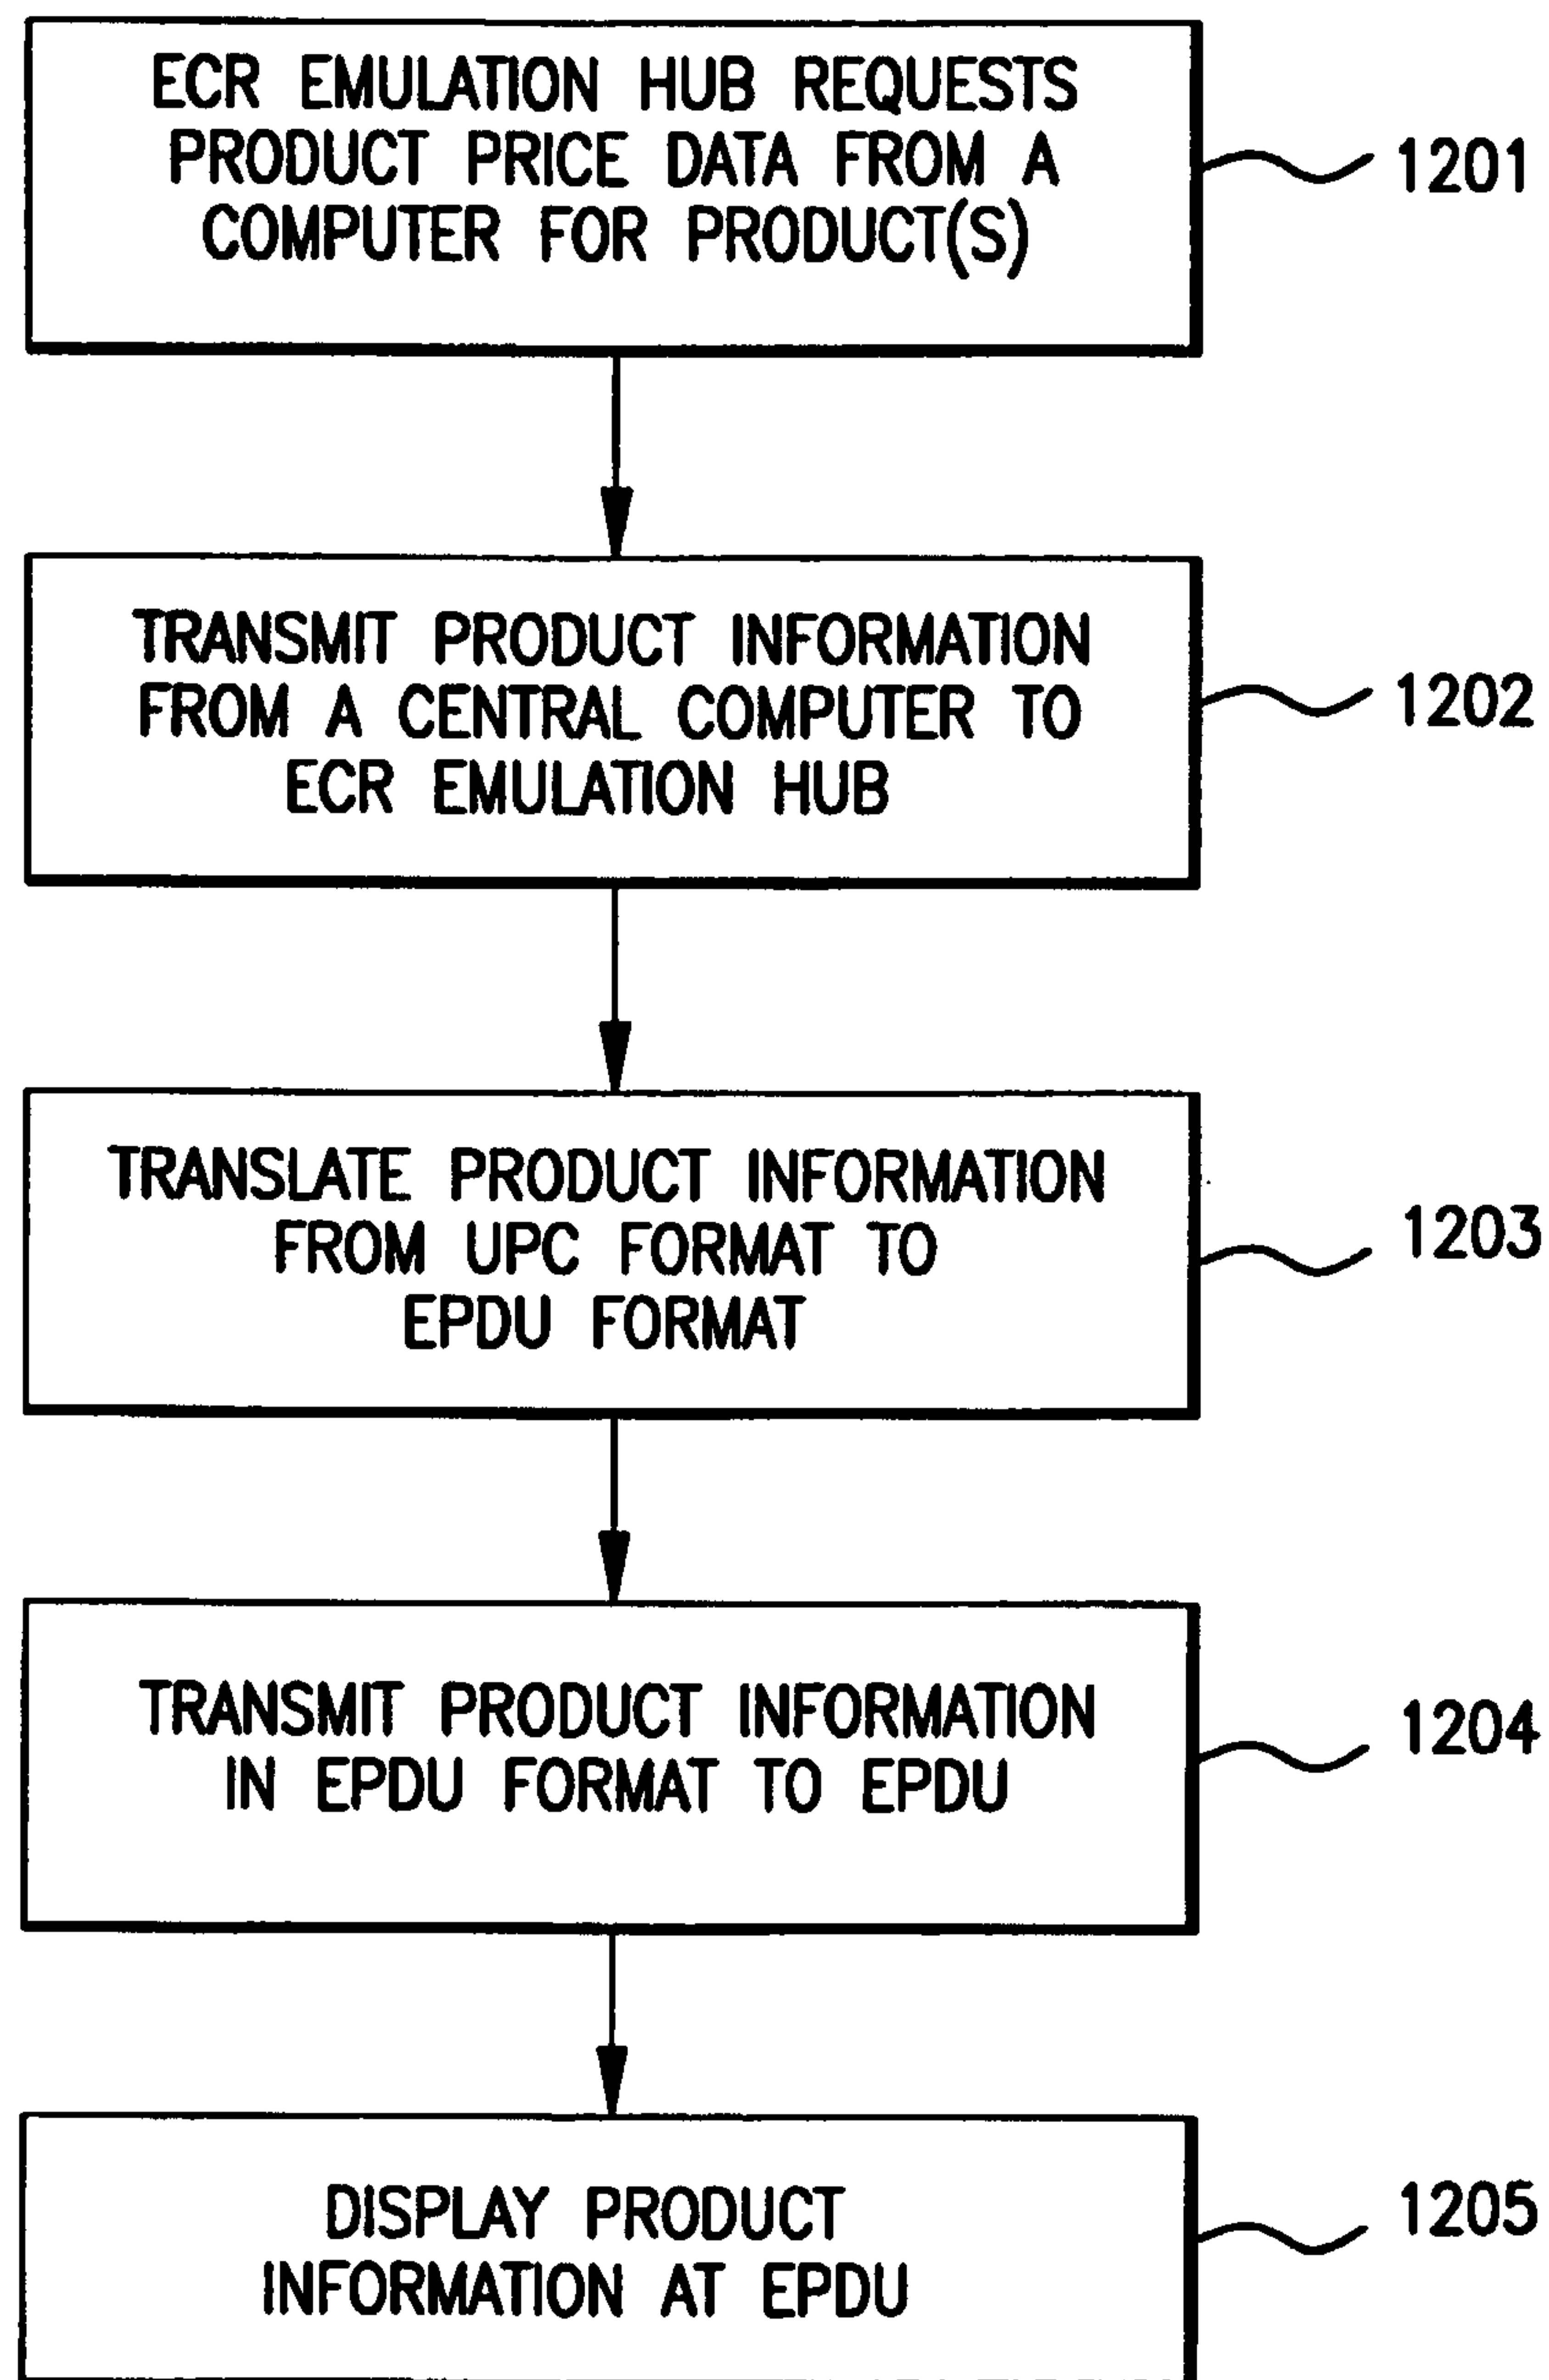 ECR EMULATION HUB REQUESTS
PRODUCT PRICE DATA FROM A
COMPUTER FOR PRODUCT(S)
1201
TRANSMIT PRODUCT INFORMATION
FROM A CENTRAL COMPUTER TO
ECR EMULATION HUB
1202
TRANSLATE PRODUCT INFORMATION
FROM UPC FORMAT TO
EPDU FORMAT
1203
TRANSMIT PRODUCT INFORMATION
IN EPDU FORMAT TO EPDU
1204
DISPLAY PRODUCT
INFORMATION AT EPDU
1205